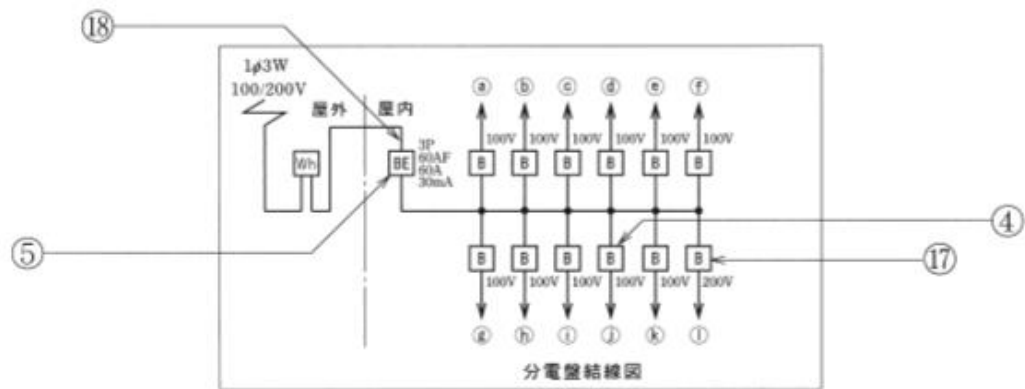 ⑱
1φ3W
100/200V
屋外 屋内
ⓐ ⓑ ⓒ ⓓ ⓔ ⓕ
100V 100V 100V 100V 100V 100V
Wh BE 3P
60AF
60A
30mA
B B B B B B
④
⑤
B B B B B B
⑰
100V 100V 100V 100V 100V 200V
ⓖ ⓗ ⓘ ⓙ ⓚ ⓛ
分電盤結線図